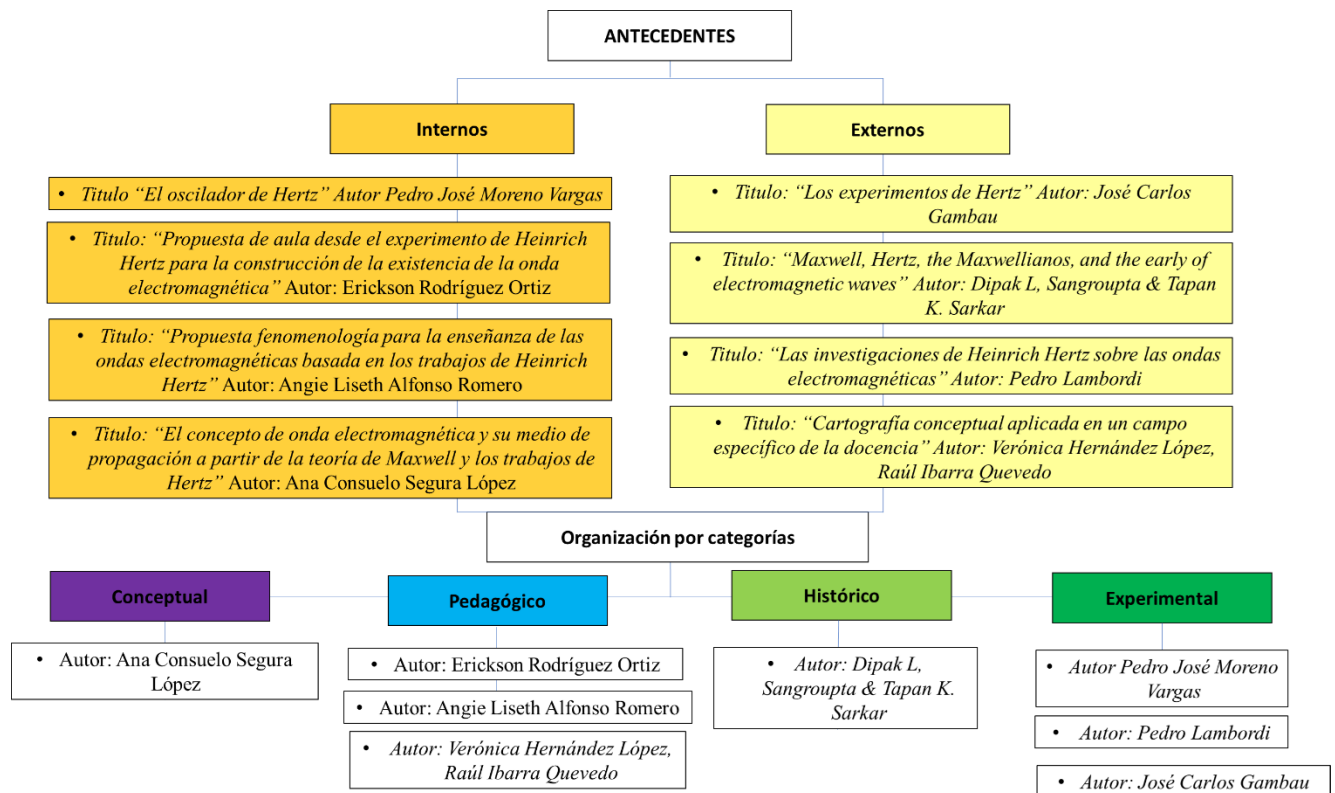 ANTECEDENTES
Internos
Externos
• Titulo “El oscilador de Hertz” Autor Pedro José Moreno Vargas
• Titulo: “Propuesta de aula desde el experimento de Heinrich
Hertz para la construcción de la existencia de la onda
electromagnética” Autor: Erickson Rodríguez Ortiz
• Titulo: “Propuesta fenomenología para la enseñanza de las
ondas electromagnéticas basada en los trabajos de Heinrich
Hertz” Autor: Angie Liseth Alfonso Romero
• Titulo: “El concepto de onda electromagnética y su medio de
propagación a partir de la teoría de Maxwell y los trabajos de
Hertz” Autor: Ana Consuelo Segura López
• Titulo: “Los experimentos de Hertz” Autor: José Carlos
Gambau
• Titulo: “Maxwell, Hertz, the Maxwellianos, and the early of
electromagnetic waves” Autor: Dipak L, Sangroupta & Tapan
K. Sarkar
• Titulo: “Las investigaciones de Heinrich Hertz sobre las ondas
electromagnéticas” Autor: Pedro Lambordi
• Titulo: “Cartografía conceptual aplicada en un campo
específico de la docencia” Autor: Verónica Hernández López,
Raúl Ibarra Quevedo
Organización por categorías
Conceptual
Pedagógico
Histórico
Experimental
• Autor: Ana Consuelo Segura
López
• Autor: Erickson Rodríguez Ortiz
• Autor: Angie Liseth Alfonso Romero
• Autor: Verónica Hernández López,
Raúl Ibarra Quevedo
• Autor: Dipak L,
Sangroupta & Tapan K.
Sarkar
• Autor Pedro José Moreno
Vargas
• Autor: Pedro Lambordi
• Autor: José Carlos Gambau